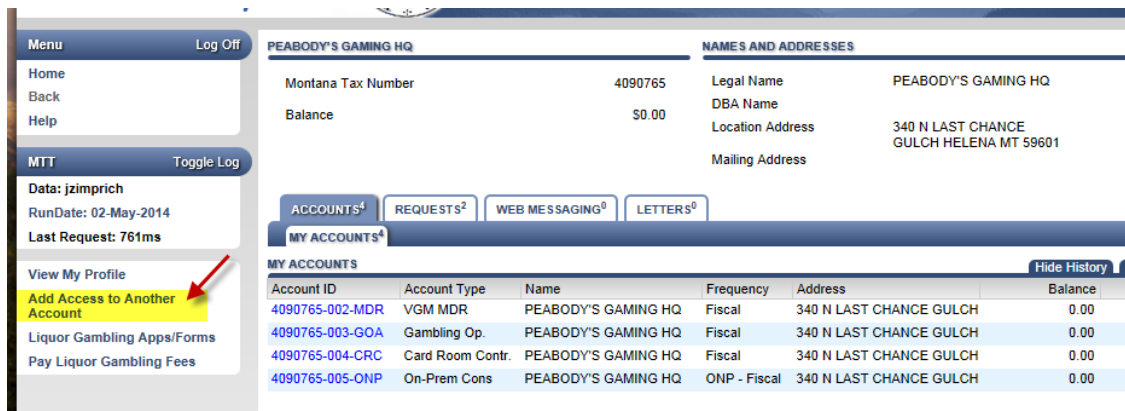 Menu Log Off
Home
Back
Help
MTT Toggle Log
Data: jzimprich
RunDate: 02-May-2014
Last Request: 761ms
View My Profile
Add Access to Another
Account
Liquor Gambling Apps/Forms
Pay Liquor Gambling Fees
PEABODY'S GAMING HQ
Montana Tax Number 4090765
Balance $0.00
NAMES AND ADDRESSES
Legal Name PEABODY'S GAMING HQ
DBA Name
Location Address 340 N LAST CHANCE
GULCH HELENA MT 59601
Mailing Address
ACCOUNTS4 REQUESTS2 WEB MESSAGING0 LETTERS0
MY ACCOUNTS4
MY ACCOUNTS Hide History
Account ID Account Type Name Frequency Address Balance
4090765-002-MDR VGM MDR PEABODY'S GAMING HQ Fiscal 340 N LAST CHANCE GULCH 0.00
4090765-003-GOA Gambling Op. PEABODY'S GAMING HQ Fiscal 340 N LAST CHANCE GULCH 0.00
4090765-004-CRC Card Room Contr. PEABODY'S GAMING HQ Fiscal 340 N LAST CHANCE GULCH 0.00
4090765-005-ONP On-Prem Cons PEABODY'S GAMING HQ ONP - Fiscal 340 N LAST CHANCE GULCH 0.00